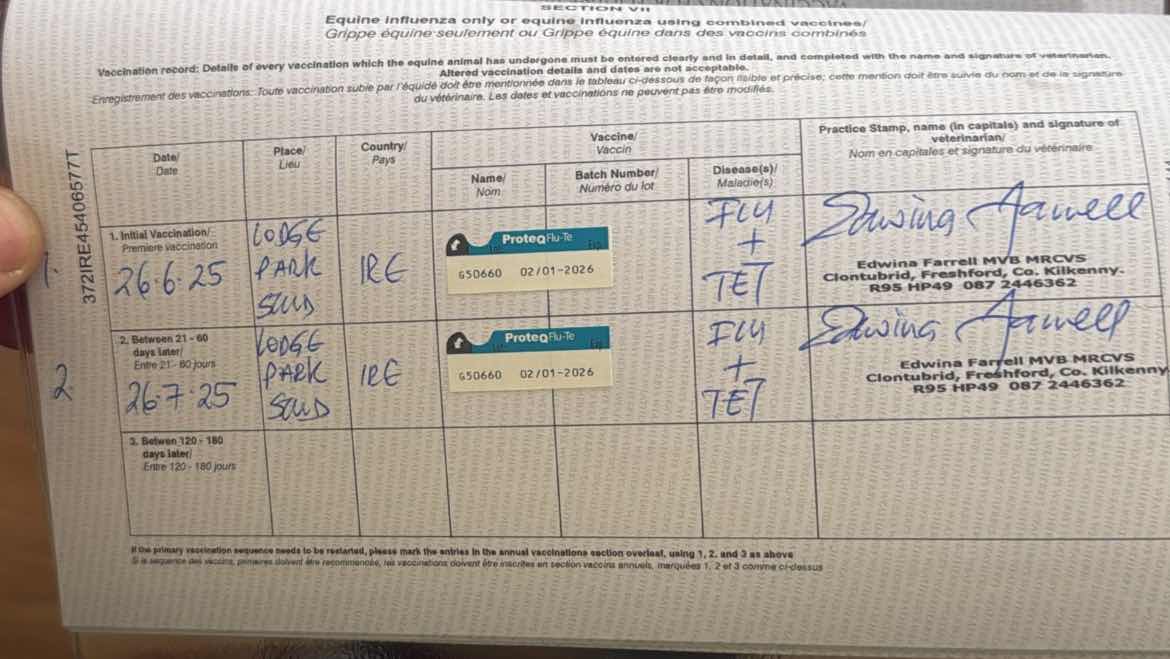 SECTION VII
Equine influenza only or equine influenza using combined vaccines/
Grippe équine seulement ou Grippe équine dans des vaccins combinés
Vaccination record: Details of every vaccination which the equine animal has undergone must be entered clearly and in detail, and completed with the name and signature of veterinarian.
Altered vaccination details and dates are not acceptable.
Enregistrement des vaccinations: Toute vaccination subie par l'équidé doit être mentionnée dans le tableau ci-dessous de façon lisible et précise; cette mention doit être suivie du nom et de la signature
du vétérinaire. Les dates et vaccinations ne peuvent pas être modifiés.
372IRE45406577T
Date/
Date
Place/
Lieu
Country/
Pays
Vaccine/
Vaccin
Name/
Nom
Batch Number/
Numéro du lot
Disease(s)/
Maladie(s)
Practice Stamp, name (in capitals) and signature of
veterinarian/
Nom en capitales et signature du vétérinaire
1.
1. Initial Vaccination/
Premiere vaccination
26.6.25
LODGE
PARK
STUD
IRE
ProteqFlu-Te
G50660 02/01-2026
FLU
+
TET
Edwina Farrell
Edwina Farrell MVB MRCVS
Clontubrid, Freshford, Co. Kilkenny.
R95 HP49 087 2446362
2.
2. Between 21 - 60
days later/
Entre 21 - 60 jours
26.7.25
LODGE
PARK
STUD
IRE
ProteqFlu-Te
G50660 02/01-2026
FLU
+
TET
Edwina Farrell
Edwina Farrell MVB MRCVS
Clontubrid, Freshford, Co. Kilkenny
R95 HP49 087 2446362
3. Betwen 120 - 180
days later/
Entre 120 - 180 jours
If the primary vaccination sequence needs to be restarted, please mark the entries in the annual vaccinations section overleaf, using 1, 2, and 3 as above
Si la séquence des vaccins, primaires doivent être recommencée, les vaccinations doivent être inscrites en section vaccins annuels, marquées 1, 2 et 3 comme ci-dessus